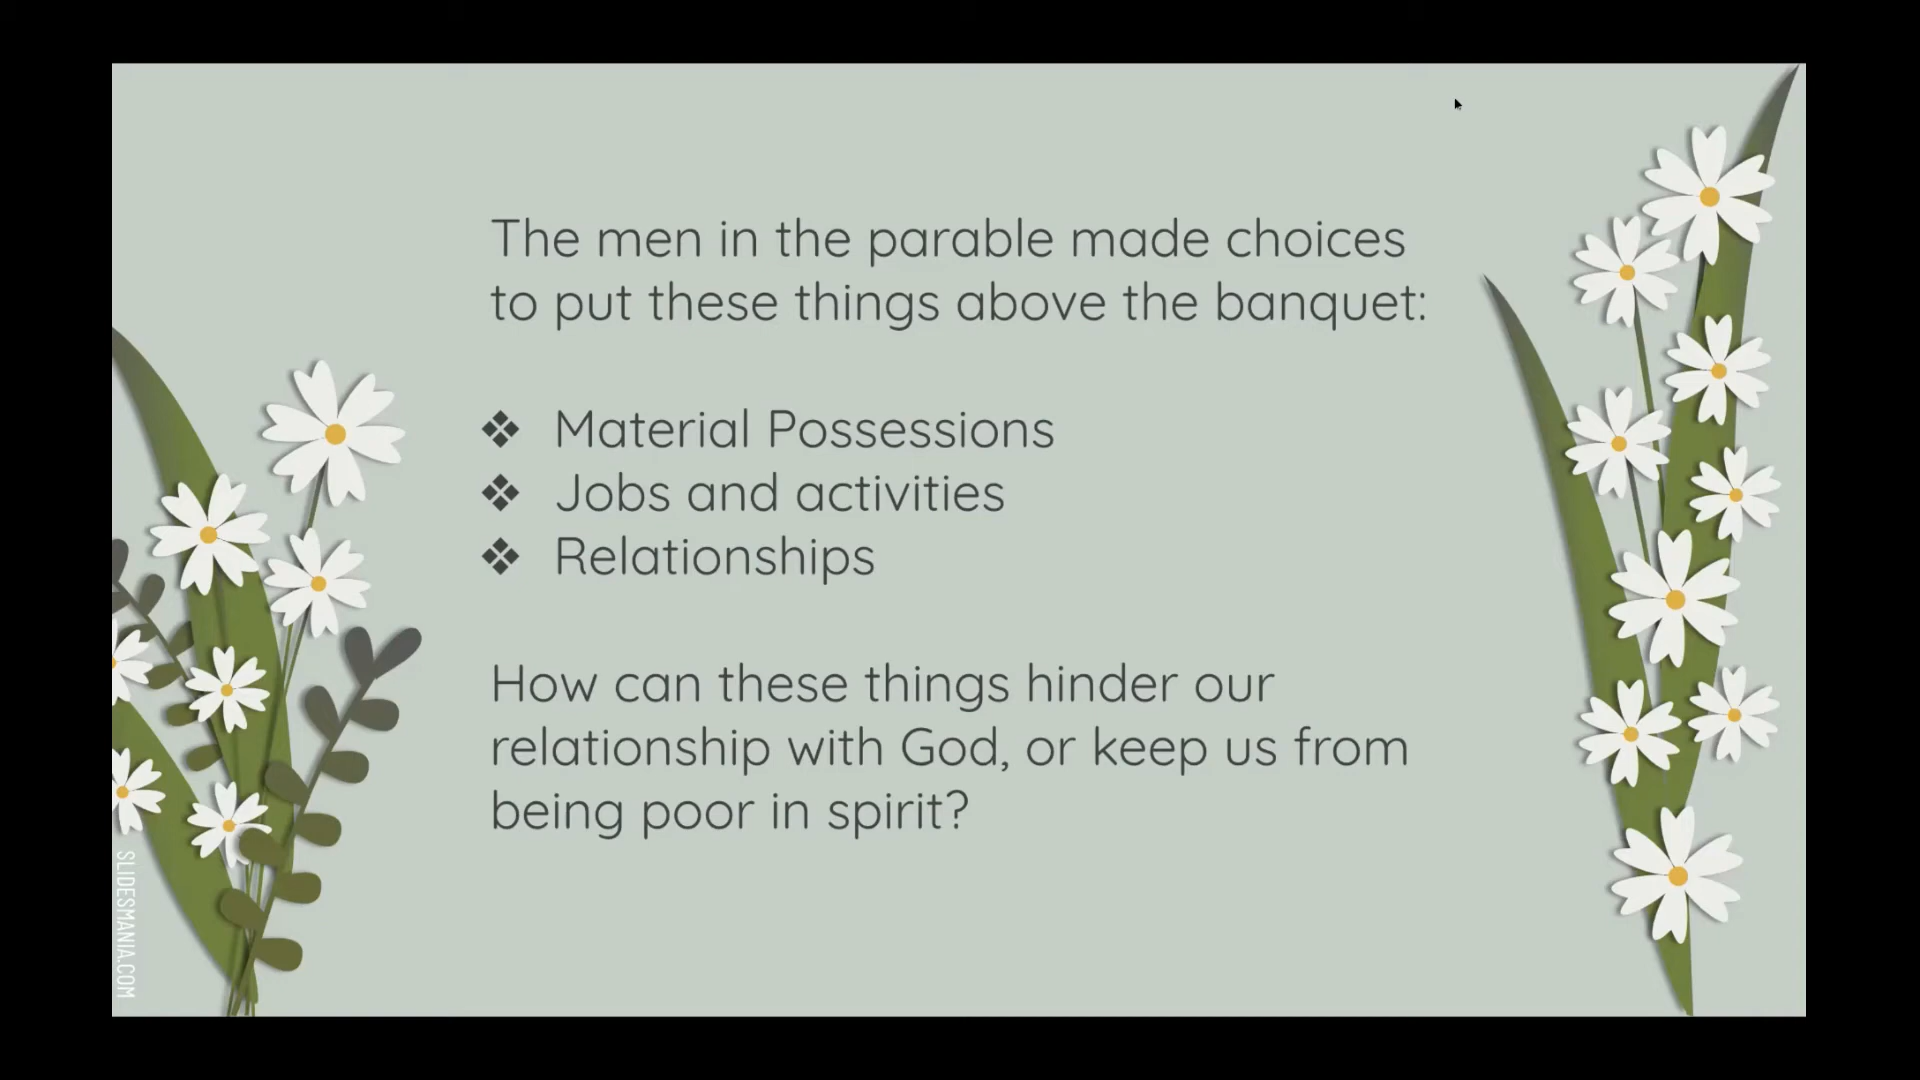 The men in the parable made choices
to put these things above the banquet:
❖ Material Possessions
❖ Jobs and activities
❖ Relationships
How can these things hinder our
relationship with God, or keep us from
being poor in spirit?
SLIDESMANIA.COM